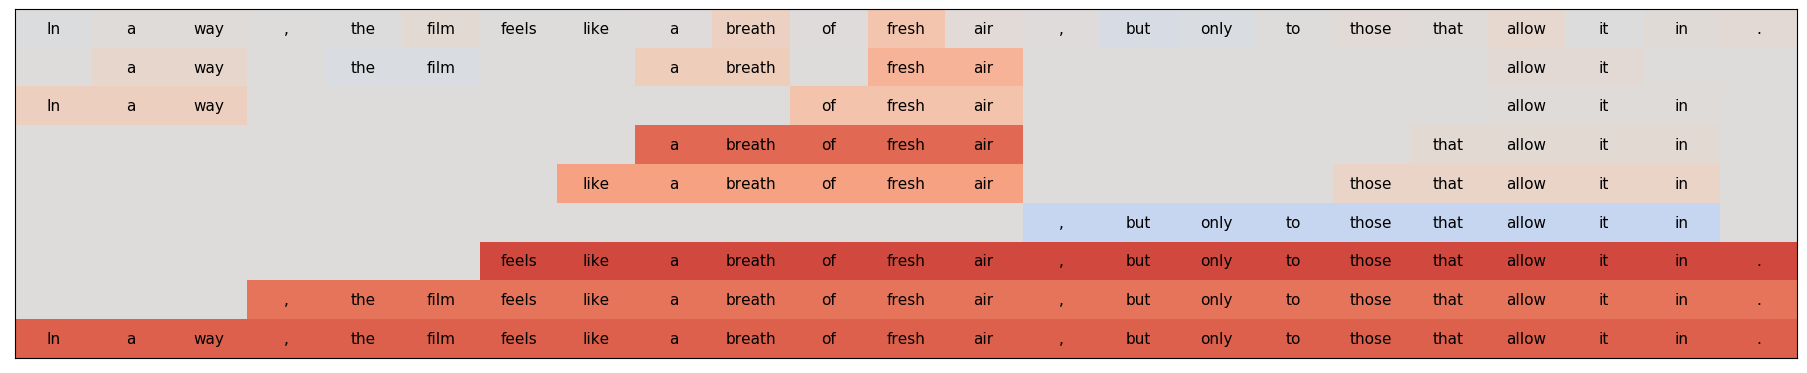 In a way , the film feels like a breath of fresh air , but only to those that allow it in .
a way the film a breath fresh air allow it
In a way of fresh air allow it in
a breath of fresh air that allow it in
like a breath of fresh air those that allow it in
, but only to those that allow it in
feels like a breath of fresh air , but only to those that allow it in .
, the film feels like a breath of fresh air , but only to those that allow it in .
In a way , the film feels like a breath of fresh air , but only to those that allow it in .